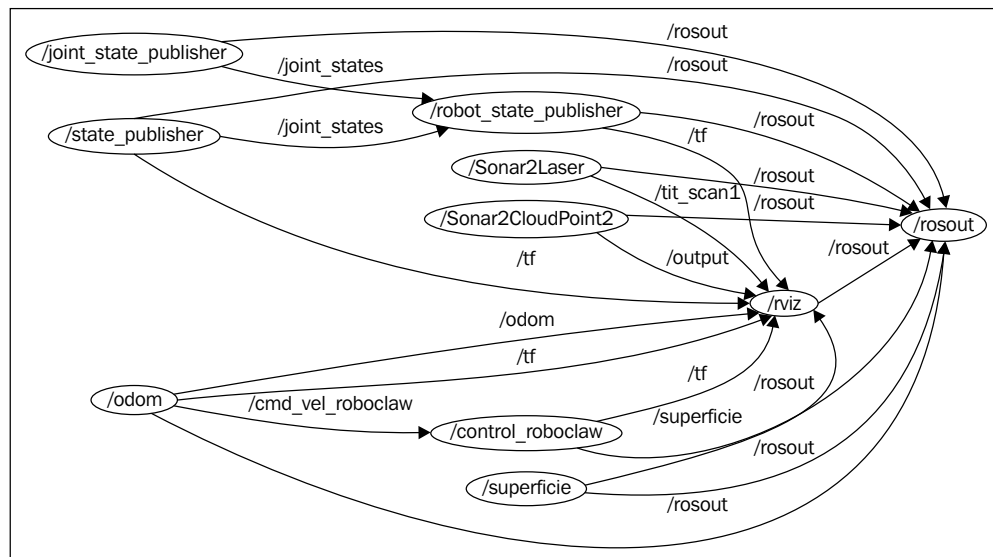 /rosout
/joint_state_publisher
/joint_states
/rosout
/robot_state_publisher
/state_publisher
/joint_states
/rosout
/tf
/Sonar2Laser
/rosout
/tit_scan1
/rosout
/Sonar2CloudPoint2
/rosout
/rosout
/output
/tf
/rviz
/odom
/tf
/tf
/rosout
/odom
/cmd_vel_roboclaw
/superficie
/control_roboclaw
/rosout
/superficie
/rosout